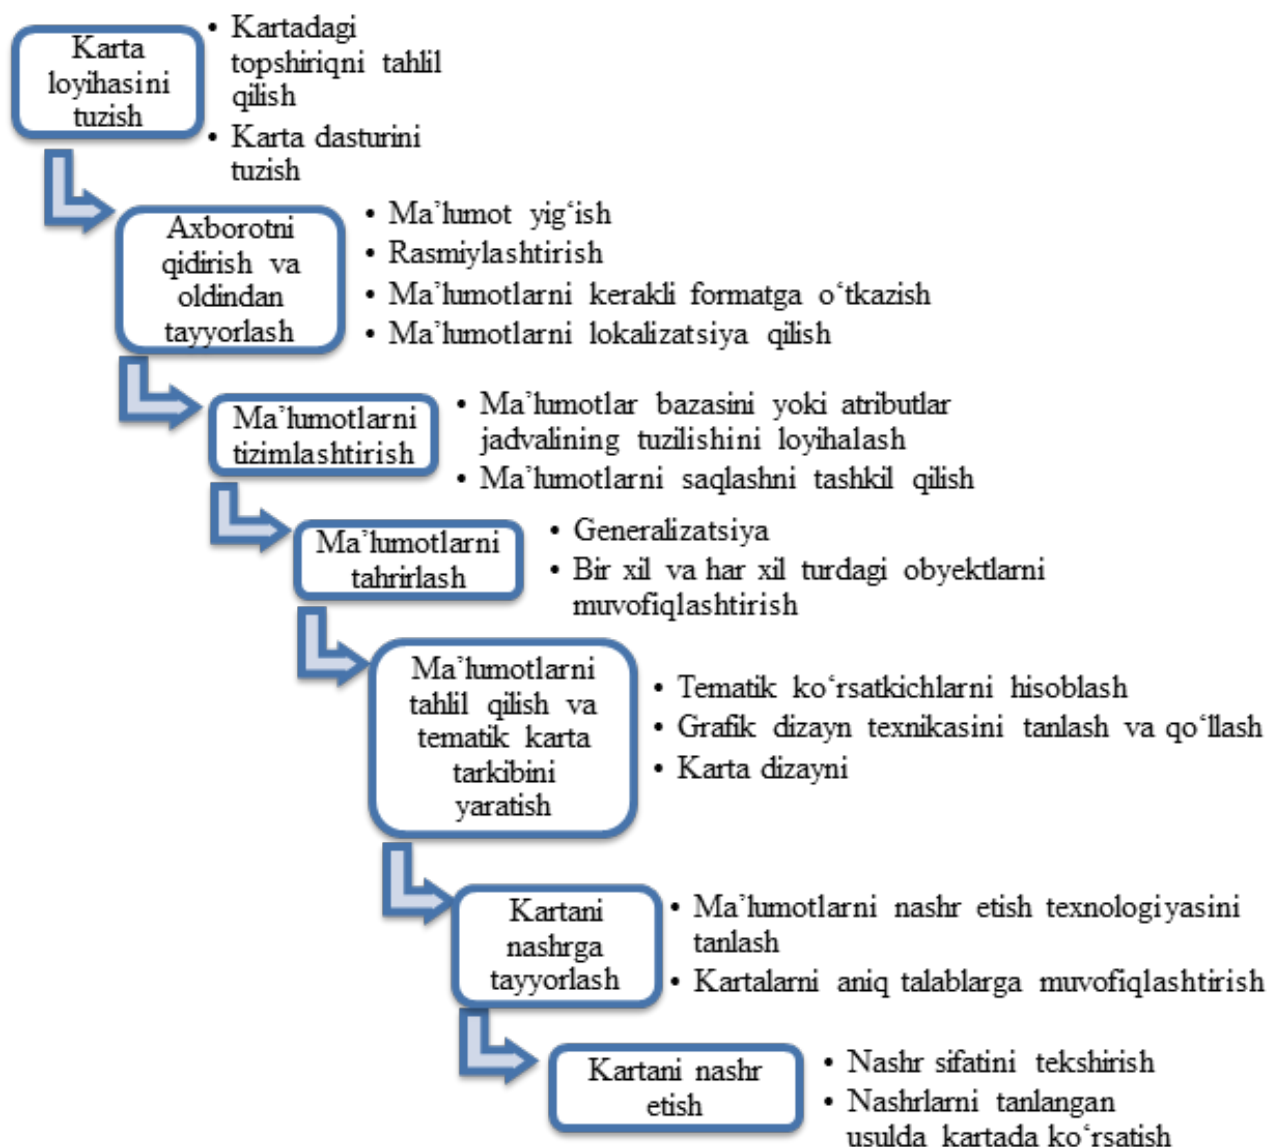 Karta
loyihasini
tuzish
• Kartadagi
topshiriqni tahlil
qilish
• Karta dasturini
tuzish
Axborotni
qidirish va
oldindan
tayyorlash
• Ma’lumot yig‘ish
• Rasmiylashtirish
• Ma’lumotlarni kerakli formatga o‘tkazish
• Ma’lumotlarni lokalizatsiya qilish
Ma’lumotlarni
tizimlashtirish
• Ma’lumotlar bazasini yoki atributlar
jadvalining tuzilishini loyihalash
• Ma’lumotlarni saqlashni tashkil qilish
Ma’lumotlarni
tahrirlash
• Generalizatsiya
• Bir xil va har xil turdagi obyektlarni
muvofiqlashtirish
Ma’lumotlarni
tahlil qilish va
tematik karta
tarkibini
yaratish
• Tematik ko‘rsatkichlarni hisoblash
• Grafik dizayn texnikasini tanlash va qo‘llash
• Karta dizayni
Kartani
nashrga
tayyorlash
• Ma’lumotlarni nashr etish texnologiyasini
tanlash
• Kartalarni aniq talablarga muvofiqlashtirish
Kartani nashr
etish
• Nashr sifatini tekshirish
• Nashrlarni tanlangan
usulda kartada ko‘rsatish